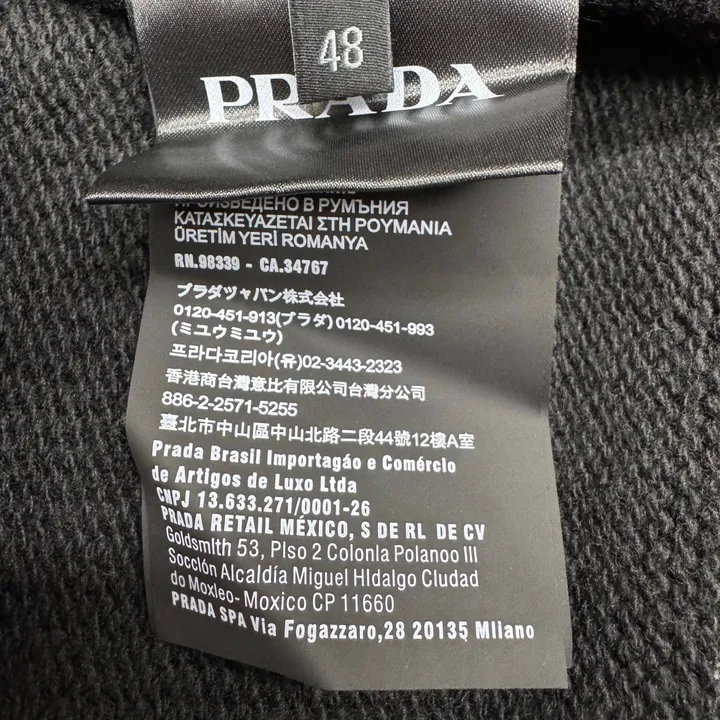 48
PRADA
ПРОИЗВЕДЕНО В РУМЪНИЯ
ΚΑΤΑΣΚΕΥΑΖΕΤΑΙ ΣΤΗ ΡΟΥΜΑΝΙΑ
ÜRETİM YERİ ROMANYA
RN.98339 - CA.34767
プラダジャパン株式会社
0120-451-913(プラダ) 0120-451-993
(ミユウミユウ)
프라다코리아(유)02-3443-2323
香港商台灣意比有限公司台灣分公司
886-2-2571-5255
臺北市中山區中山北路二段44號12樓A室
Prada Brasil Importagáo e Comércio
de Artigos de Luxo Ltda
CNPJ 13.633.271/0001-26
PRADA RETAIL MÉXICO, S DE RL DE CV
Goldsmlth 53, Plso 2 Colonla Polanoo III
Socción Alcaldía Miguel HIdalgo Cludad
do Moxleo- Moxico CP 11660
PRADA SPA Via Fogazzaro,28 20135 Mllano